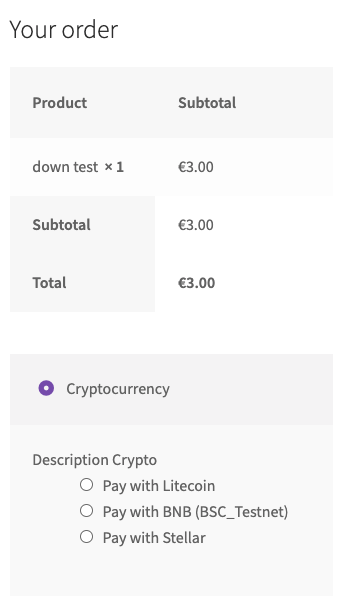 Your order
Product Subtotal
down test × 1 €3.00
Subtotal €3.00
Total €3.00
Cryptocurrency
Description Crypto
Pay with Litecoin
Pay with BNB (BSC_Testnet)
Pay with Stellar